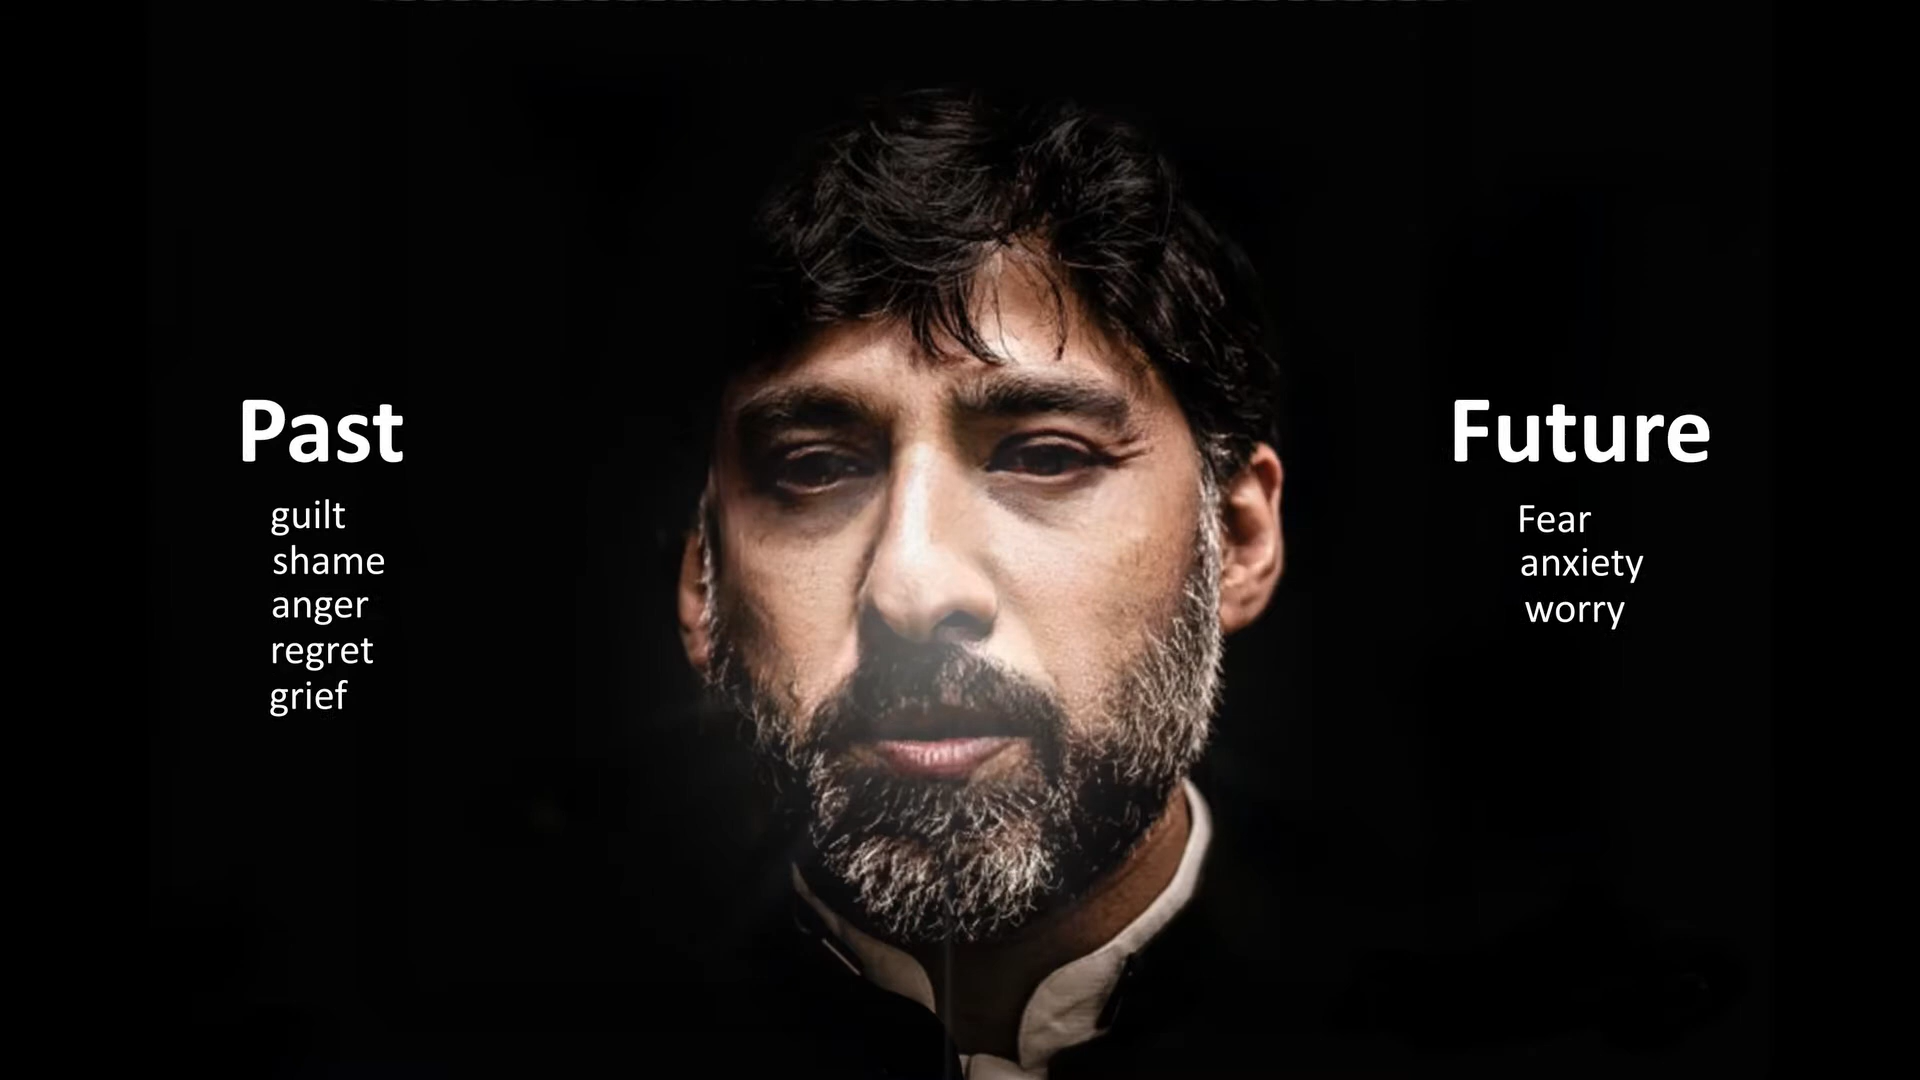 Past
guilt
shame
anger
regret
grief
Future
Fear
anxiety
worry